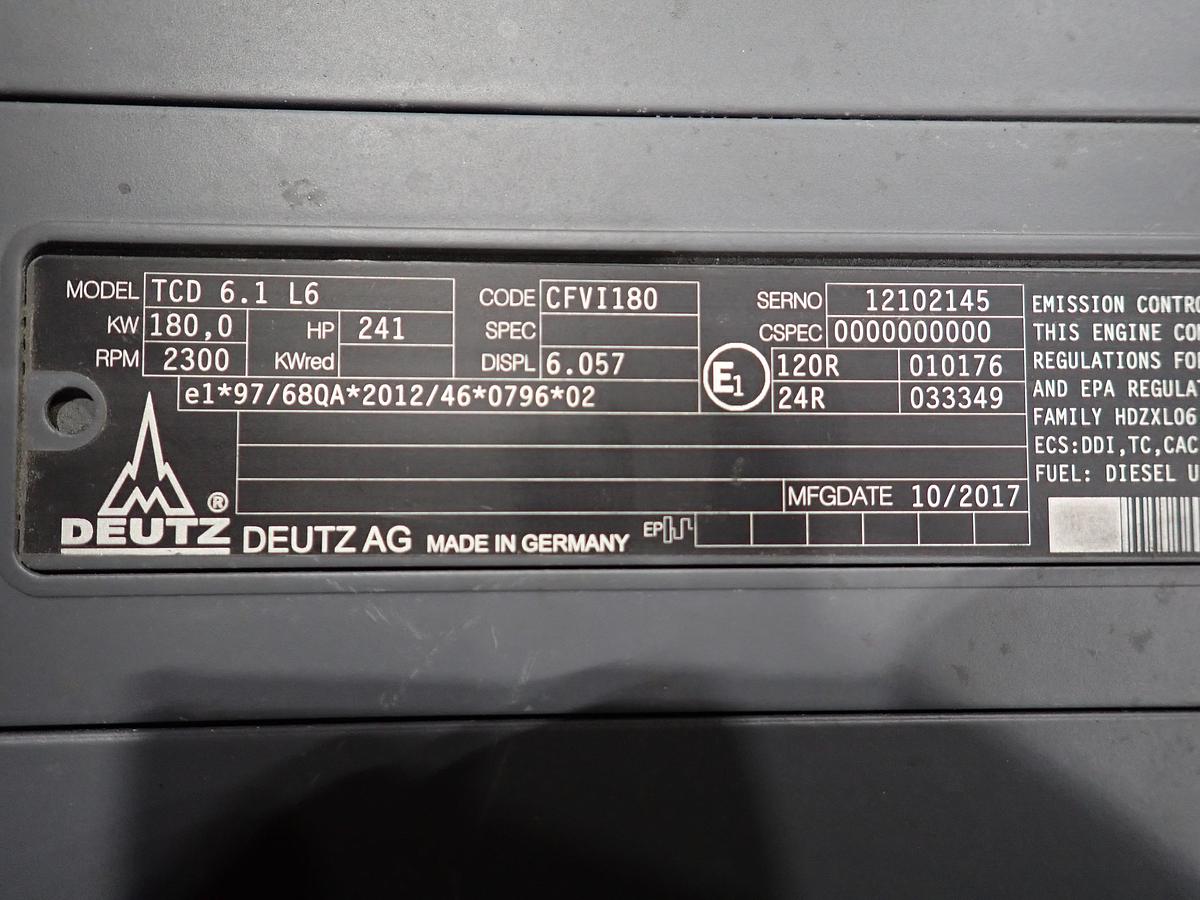 MODEL TCD 6.1 L6 CODE CFVI180 SERNO 12102145
KW 180,0 HP 241 SPEC CSPEC 0000000000
RPM 2300 KWred DISPL 6.057 E1 120R 010176
e1*97/68QA*2012/46*0796*02 24R 033349
MFGDATE 10/2017
DEUTZ ® DEUTZ AG MADE IN GERMANY EP
EMISSION CONTRO
THIS ENGINE CO
REGULATIONS FO
AND EPA REGULA
FAMILY HDZXL06
ECS:DDI,TC,CAC
FUEL: DIESEL U